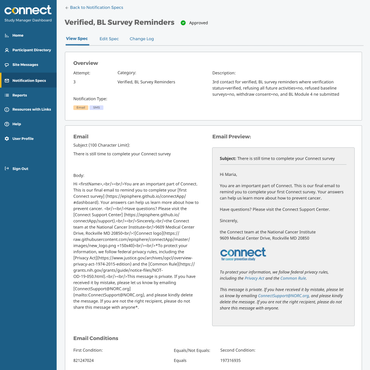 connect
Study Manager Dashboard
Home
Participant Directory
Site Messages
Notification Specs
Reports
Resources with Links
Help
User Profile
Sign Out
← Back to Notification Specs
Verified, BL Survey Reminders
Approved
View Spec
Edit Spec
Change Log
Overview
Attempt:
3
Category:
Verified, BL Survey Reminders
Description:
3rd contact for verified, BL survey reminders where verification
status=verified, refusing all future activities=no, refused baseline
surveys=no, withdraw consent=no, and BL Module 4 ne submitted
Notification Type:
Email
SMS
Email
Subject (100 Character Limit):
There is still time to complete your Connect survey
Body:
Hi <firstName>,<br/><br/>You are an important part of Connect.
This is our final email to remind you to complete your [first
Connect survey] (https://episphere.github.io/connectApp/
#dashboard). Your answers can help us learn more about how to
prevent cancer. <br/><br/>Have questions? Please visit the
[Connect Support Center] (https://episphere.github.io/
connectApp/support).<br/><br/>Sincerely,<br/>the Connect
team at the National Cancer Institute<br/>9609 Medical Center
Drive, Rockville MD 20850<br/>![Connect logo](https://
raw.githubusercontent.com/episphere/connectApp/master/
images/new_logo.png =150x40)<br/><br/>*To protect your
information, we follow federal privacy rules, including the
[Privacy Act](https://www.justice.gov/archives/opcl/overview-
privacy-act-1974-2015-edition) and the [Common Rule](https://
grants.nih.gov/grants/guide/notice-files/NOT-
OD-19-050.html).<br/><br/>This message is private. If you have
received it by mistake, please let us know by emailing
[ConnectSupport@NORC.org]
(mailto:ConnectSupport@NORC.org), and please kindly
delete the message. If you are not the right recipient, please do
not share this message with anyone*.
Email Preview:
Subject: There is still time to complete your Connect survey
Hi Maria,
You are an important part of Connect. This is our final email to
remind you to complete your first Connect Survey. Your answers
can help us learn more about how to prevent cancer.
Have questions? Please visit the Connect Support Center.
Sincerely,
the Connect team at the National Cancer Institute
9609 Medical Center Drive, Rockville MD 20850
connect
for cancer prevention study
To protect your information, we follow federal privacy rules,
including the Privacy Act and the Common Rule.
This message is private. If you have received it by mistake, please let
us know by emailing ConnectSupport@NORC.org, and please kindly
delete the message. If you are not the right recipient, please do not
share this message with anyone.
Email Conditions
First Condition:
821247024
Equals/Not Equals
Equals
Second Condition:
197316935